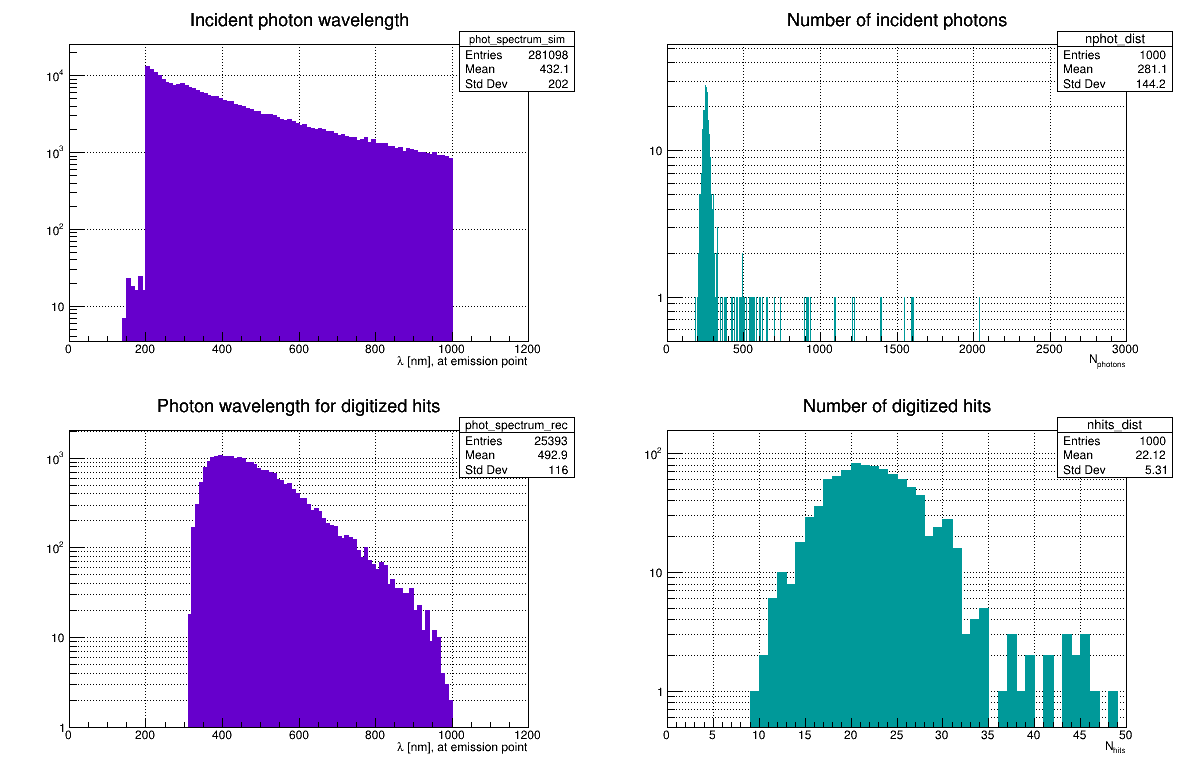 Incident photon wavelength
phot_spectrum_sim
Entries 281098
Mean 432.1
Std Dev 202
10^4
10^3
10^2
10
0 200 400 600 800 1000 1200
λ [nm], at emission point
Number of incident photons
nphot_dist
Entries 1000
Mean 281.1
Std Dev 144.2
10
1
0 500 1000 1500 2000 2500 3000
N_photons
Photon wavelength for digitized hits
phot_spectrum_rec
Entries 25393
Mean 492.9
Std Dev 116
10^3
10^2
10
1
0 200 400 600 800 1000 1200
λ [nm], at emission point
Number of digitized hits
nhits_dist
Entries 1000
Mean 22.12
Std Dev 5.31
10^2
10
1
0 5 10 15 20 25 30 35 40 45 50
N_hits